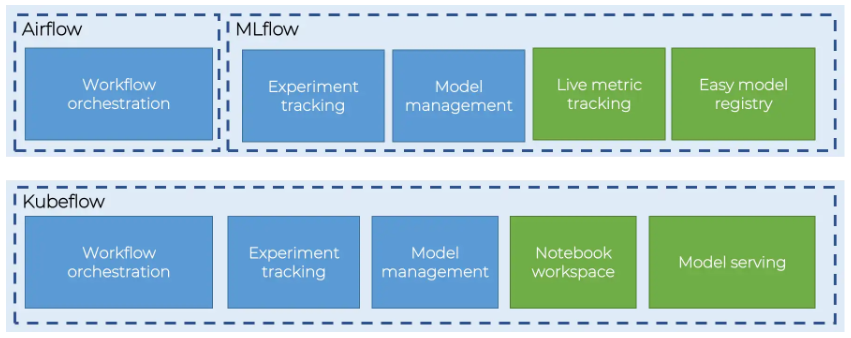 Airflow
MLflow
Workflow
orchestration
Experiment
tracking
Model
management
Live metric
tracking
Easy model
registry
Kubeflow
Workflow
orchestration
Experiment
tracking
Model
management
Notebook
workspace
Model serving